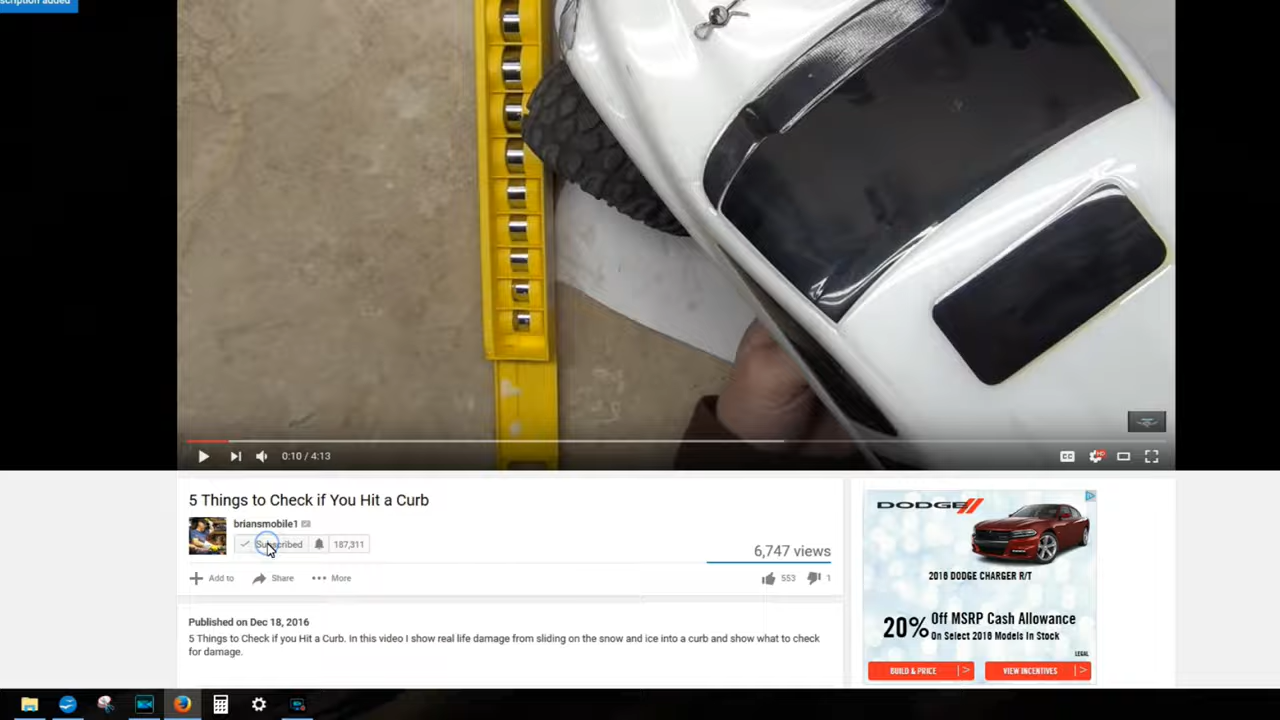 scription added
0:10 / 4:13
CC
HD
5 Things to Check if You Hit a Curb
briansmobile1
Subscribed 187,311
6,747 views
Add to Share More 553 1
Published on Dec 18, 2016
5 Things to Check if you Hit a Curb. In this video I show real life damage from sliding on the snow and ice into a curb and show what to check
for damage.
DODGE
2016 DODGE CHARGER R/T
20% Off MSRP Cash Allowance
On Select 2016 Models In Stock
LEGAL
BUILD & PRICE
VIEW INCENTIVES